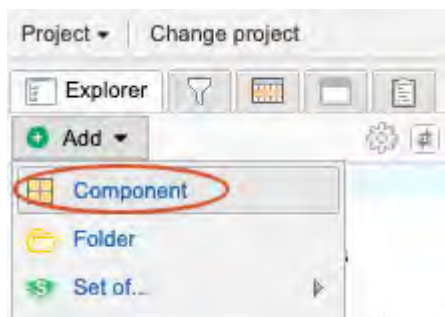 Project Change project
Explorer
Add
Component
Folder
Set of...